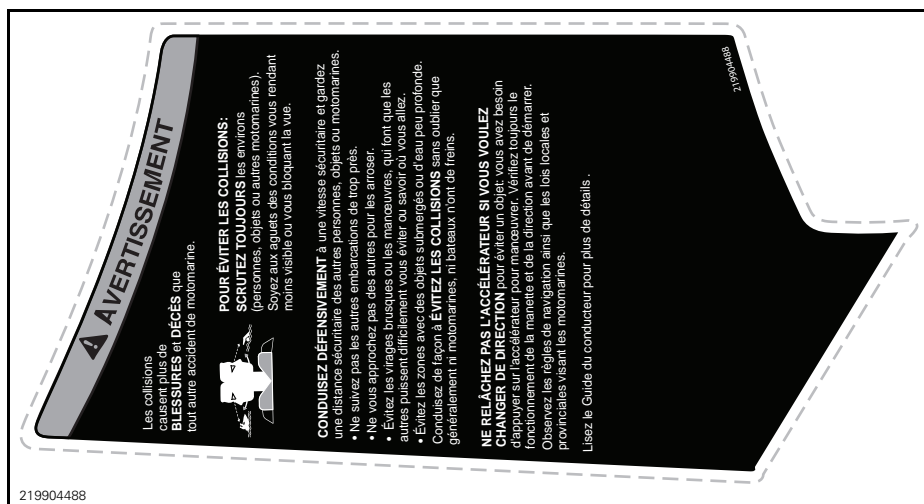 AVERTISSEMENT
Les collisions
causent plus de
BLESSURES et DÉCÈS que
tout autre accident de motomarine.
POUR ÉVITER LES COLLISIONS:
SCRUTEZ TOUJOURS les environs
(personnes, objets ou autres motomarines).
Soyez aux aguets des conditions vous rendant
moins visible ou vous bloquant la vue.
CONDUISEZ DÉFENSIVEMENT à une vitesse sécuritaire et gardez
une distance sécuritaire des autres personnes, objets ou motomarines.
• Ne suivez pas les autres embarcations de trop près.
• Ne vous approchez pas des autres pour les arroser.
• Évitez les virages brusques ou les manœuvres, qui font que les
autres puissent difficilement vous éviter ou savoir où vous allez.
• Évitez les zones avec des objets submergés ou d'eau peu profonde.
Conduisez de façon à ÉVITEZ LES COLLISIONS sans oublier que
généralement ni motomarines, ni bateaux n'ont de freins.
NE RELÂCHEZ PAS L'ACCÉLÉRATEUR SI VOUS VOULEZ
CHANGER DE DIRECTION pour éviter un objet: vous avez besoin
d'appuyer sur l'accélérateur pour manœuvrer. Vérifiez toujours le
fonctionnement de la manette et de la direction avant de démarrer.
Observez les règles de navigation ainsi que les lois locales et
provinciales visant les motomarines.
Lisez le Guide du conducteur pour plus de détails .
219904488
219904488